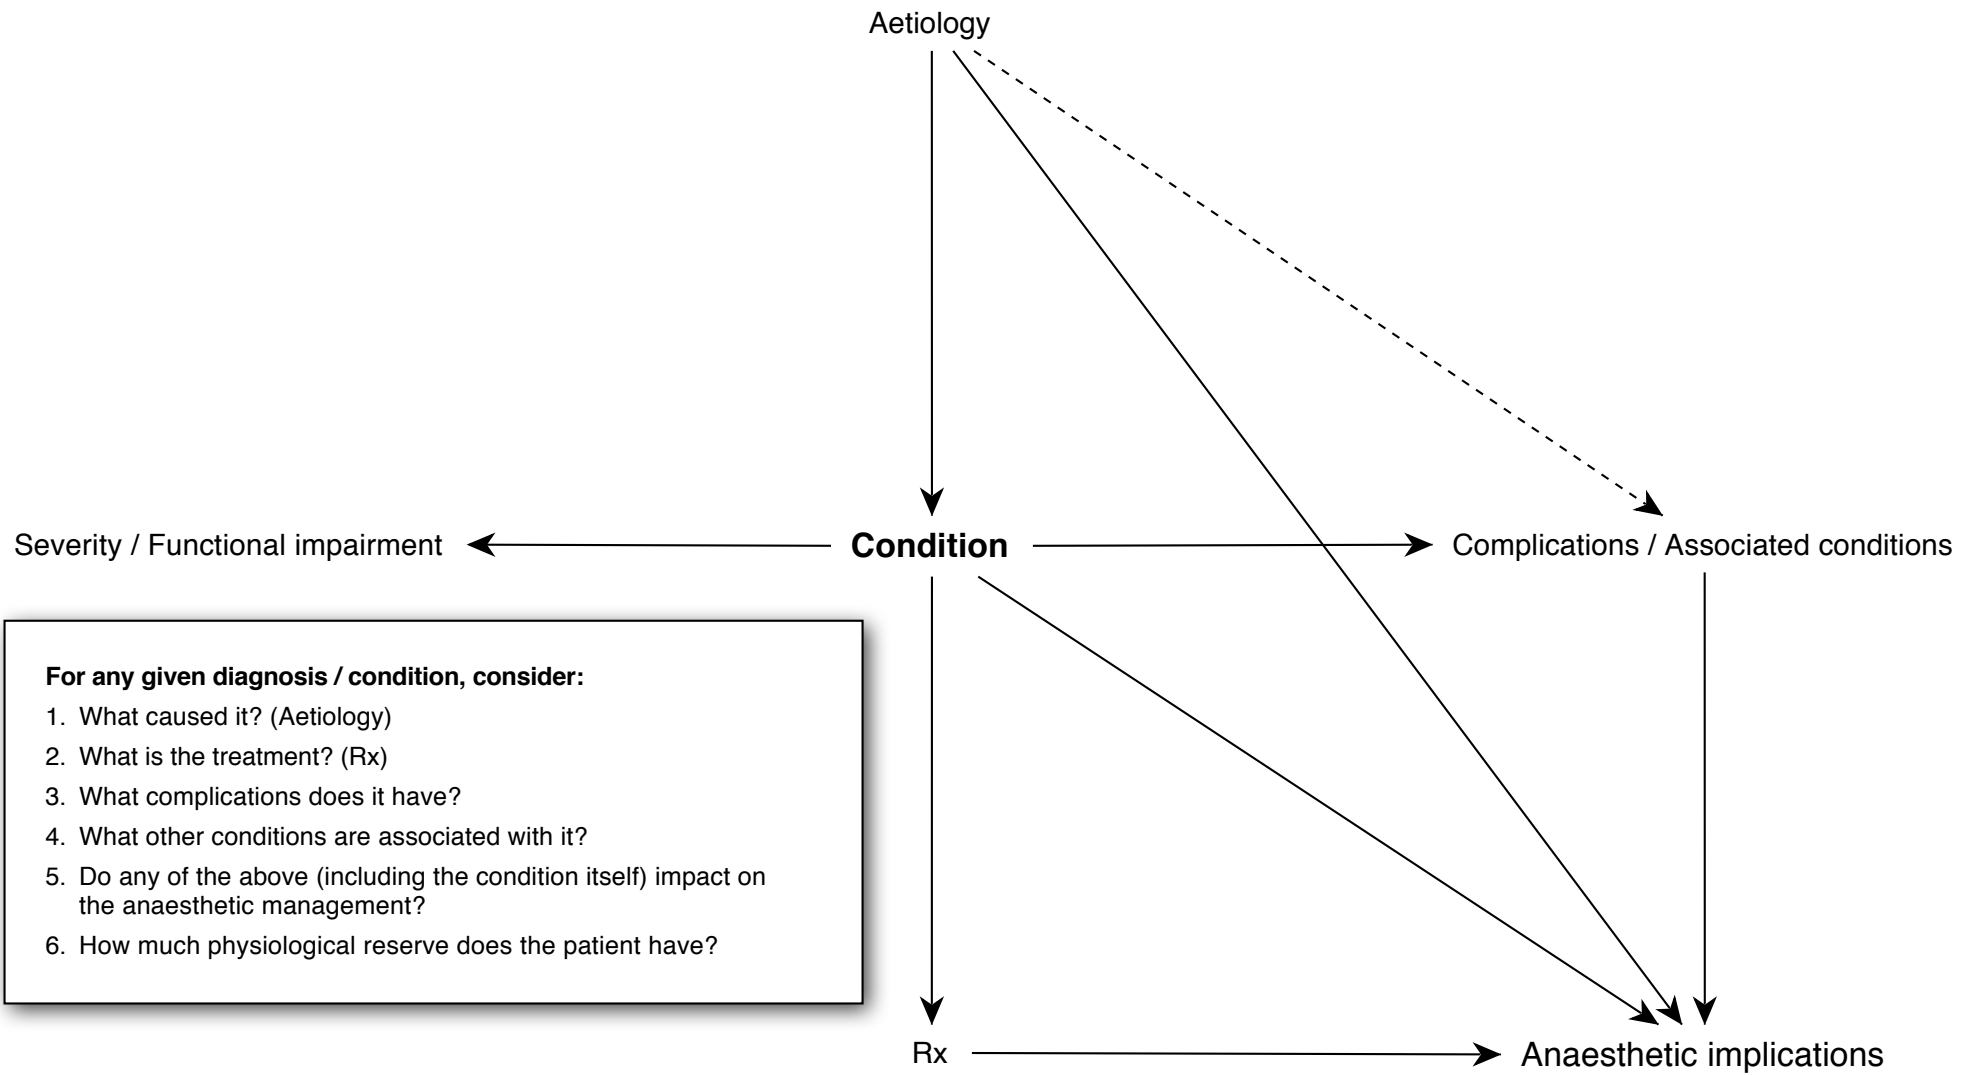 Aetiology
Severity / Functional impairment
Condition
Complications / Associated conditions
For any given diagnosis / condition, consider:
1. What caused it? (Aetiology)
2. What is the treatment? (Rx)
3. What complications does it have?
4. What other conditions are associated with it?
5. Do any of the above (including the condition itself) impact on
the anaesthetic management?
6. How much physiological reserve does the patient have?
Rx
Anaesthetic implications